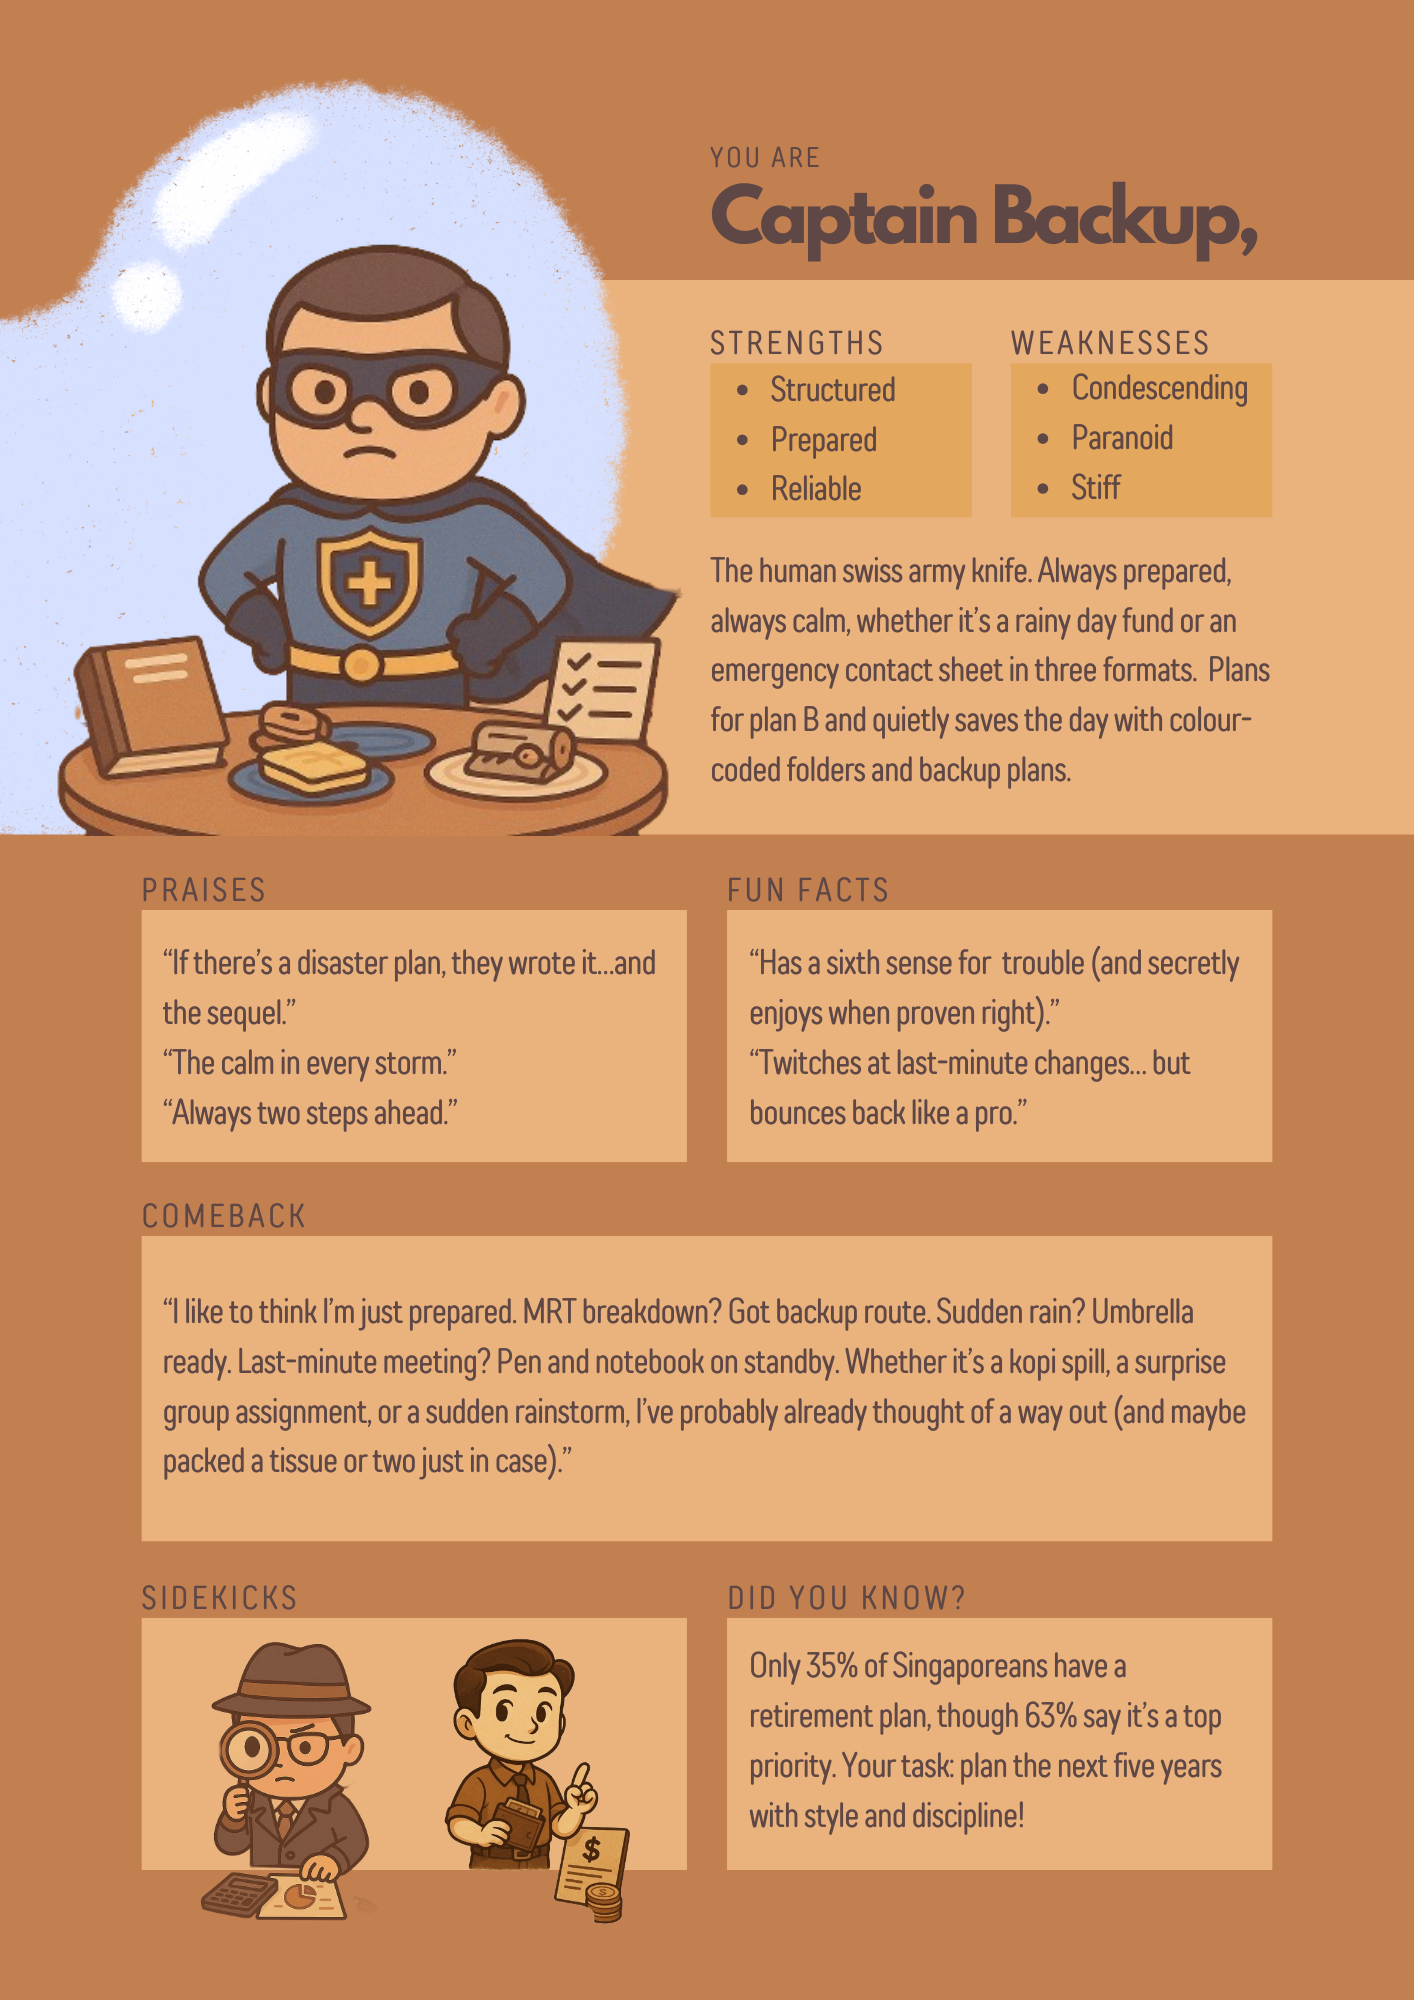 YOU ARE
Captain Backup,
STRENGTHS
• Structured
• Prepared
• Reliable
WEAKNESSES
• Condescending
• Paranoid
• Stiff
The human swiss army knife. Always prepared,
always calm, whether it's a rainy day fund or an
emergency contact sheet in three formats.  Plans
for plan B and quietly saves the day with colour-
coded folders and backup plans.
PRAISES
“If there’s a disaster plan, they wrote it...and
the sequel.”
“The calm in every storm.”
“Always two steps ahead.”
FUN FACTS
“Has a sixth sense for  trouble (and secretly
enjoys when proven right).”
“Twitches at last-minute changes... but
bounces back like a pro.”
COMEBACK
“I like to think I’m just prepared. MRT breakdown? Got backup route. Sudden rain? Umbrella
ready. Last-minute meeting? Pen and notebook on standby. Whether it’s a kopi spill, a surprise
group assignment, or a sudden rainstorm, I’ve probably already thought of a way out (and maybe
packed a tissue or two just in case).”
SIDEKICKS
$
$
DID YOU KNOW?
Only 35% of Singaporeans have a
retirement plan, though 63% say it’s a top
priority. Your task: plan the next five years
with style and discipline!